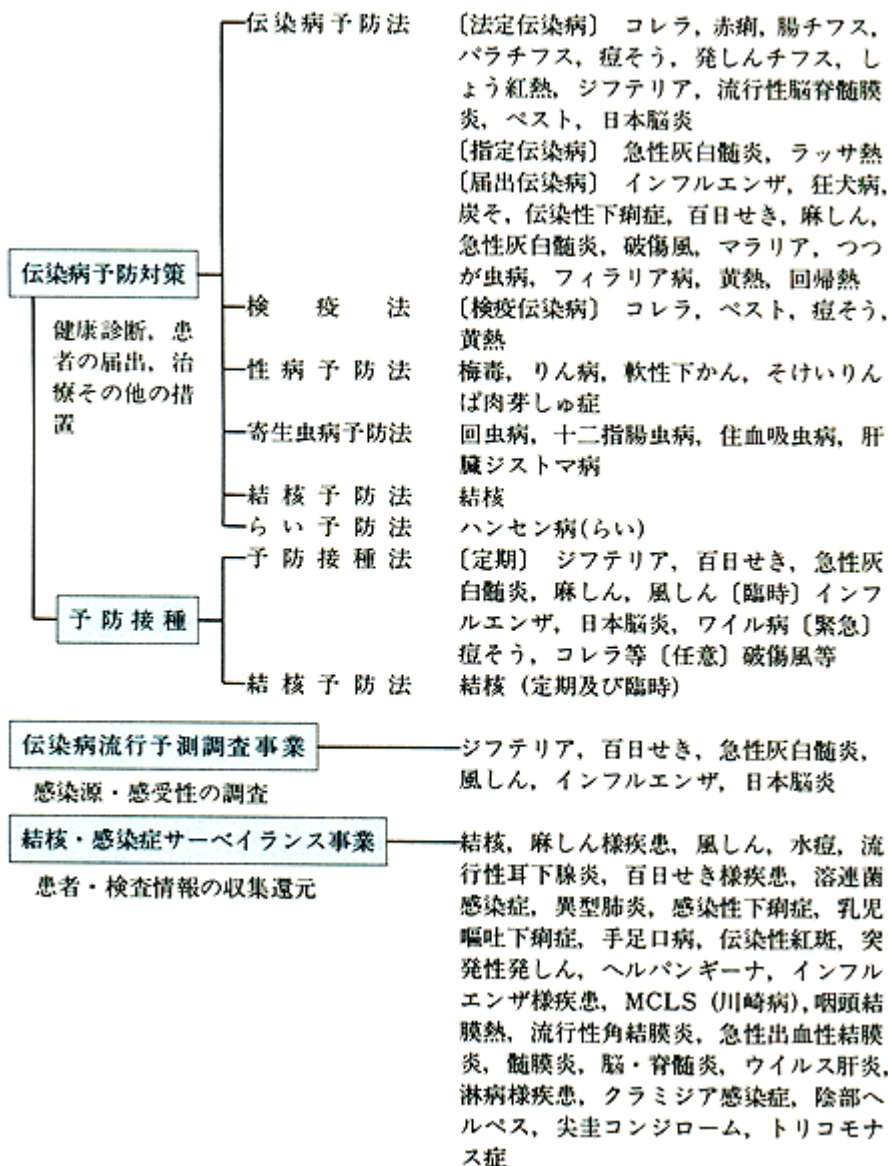 伝染病予防法
〔法定伝染病〕 コレラ，赤痢，腸チフス，
パラチフス，痘そう，発しんチフス，し
ょう紅熱，ジフテリア，流行性脳脊髄膜
炎，ペスト，日本脳炎
〔指定伝染病〕 急性灰白髄炎，ラッサ熱
〔届出伝染病〕 インフルエンザ，狂犬病，
炭そ，伝染性下痢症，百日せき，麻しん，
急性灰白髄炎，破傷風，マラリア，つつ
が虫病，フィラリア病，黄熱，回帰熱
伝染病予防対策
健康診断，患
者の届出，治
療その他の措
置
検疫法
〔検疫伝染病〕 コレラ，ペスト，痘そう，
黄熱
性病予防法
梅毒，りん病，軟性下かん，そけいりん
ぱ肉芽しゅ症
寄生虫病予防法
回虫病，十二指腸虫病，住血吸虫病，肝
臓ジストマ病
結核予防法
結核
らい予防法
ハンセン病(らい)
予防接種
予防接種法
〔定期〕 ジフテリア，百日せき，急性灰
白髄炎，麻しん，風しん〔臨時〕インフ
ルエンザ，日本脳炎，ワイル病〔緊急〕
痘そう，コレラ等〔任意〕破傷風等
結核予防法
結核（定期及び臨時）
伝染病流行予測調査事業
感染源・感受性の調査
ジフテリア，百日せき，急性灰白髄炎，
風しん，インフルエンザ，日本脳炎
結核・感染症サーベイランス事業
患者・検査情報の収集還元
結核，麻しん様疾患，風しん，水痘，流
行性耳下腺炎，百日せき様疾患，溶連菌
感染症，異型肺炎，感染性下痢症，乳児
嘔吐下痢症，手足口病，伝染性紅斑，突
発性発しん，ヘルパンギーナ，インフル
エンザ様疾患，MCLS（川崎病），咽頭結
膜熱，流行性角結膜炎，急性出血性結膜
炎，髄膜炎，脳・脊髄炎，ウイルス肝炎，
淋病様疾患，クラミジア感染症，陰部ヘ
ルペス，尖圭コンジローム，トリコモナ
ス症